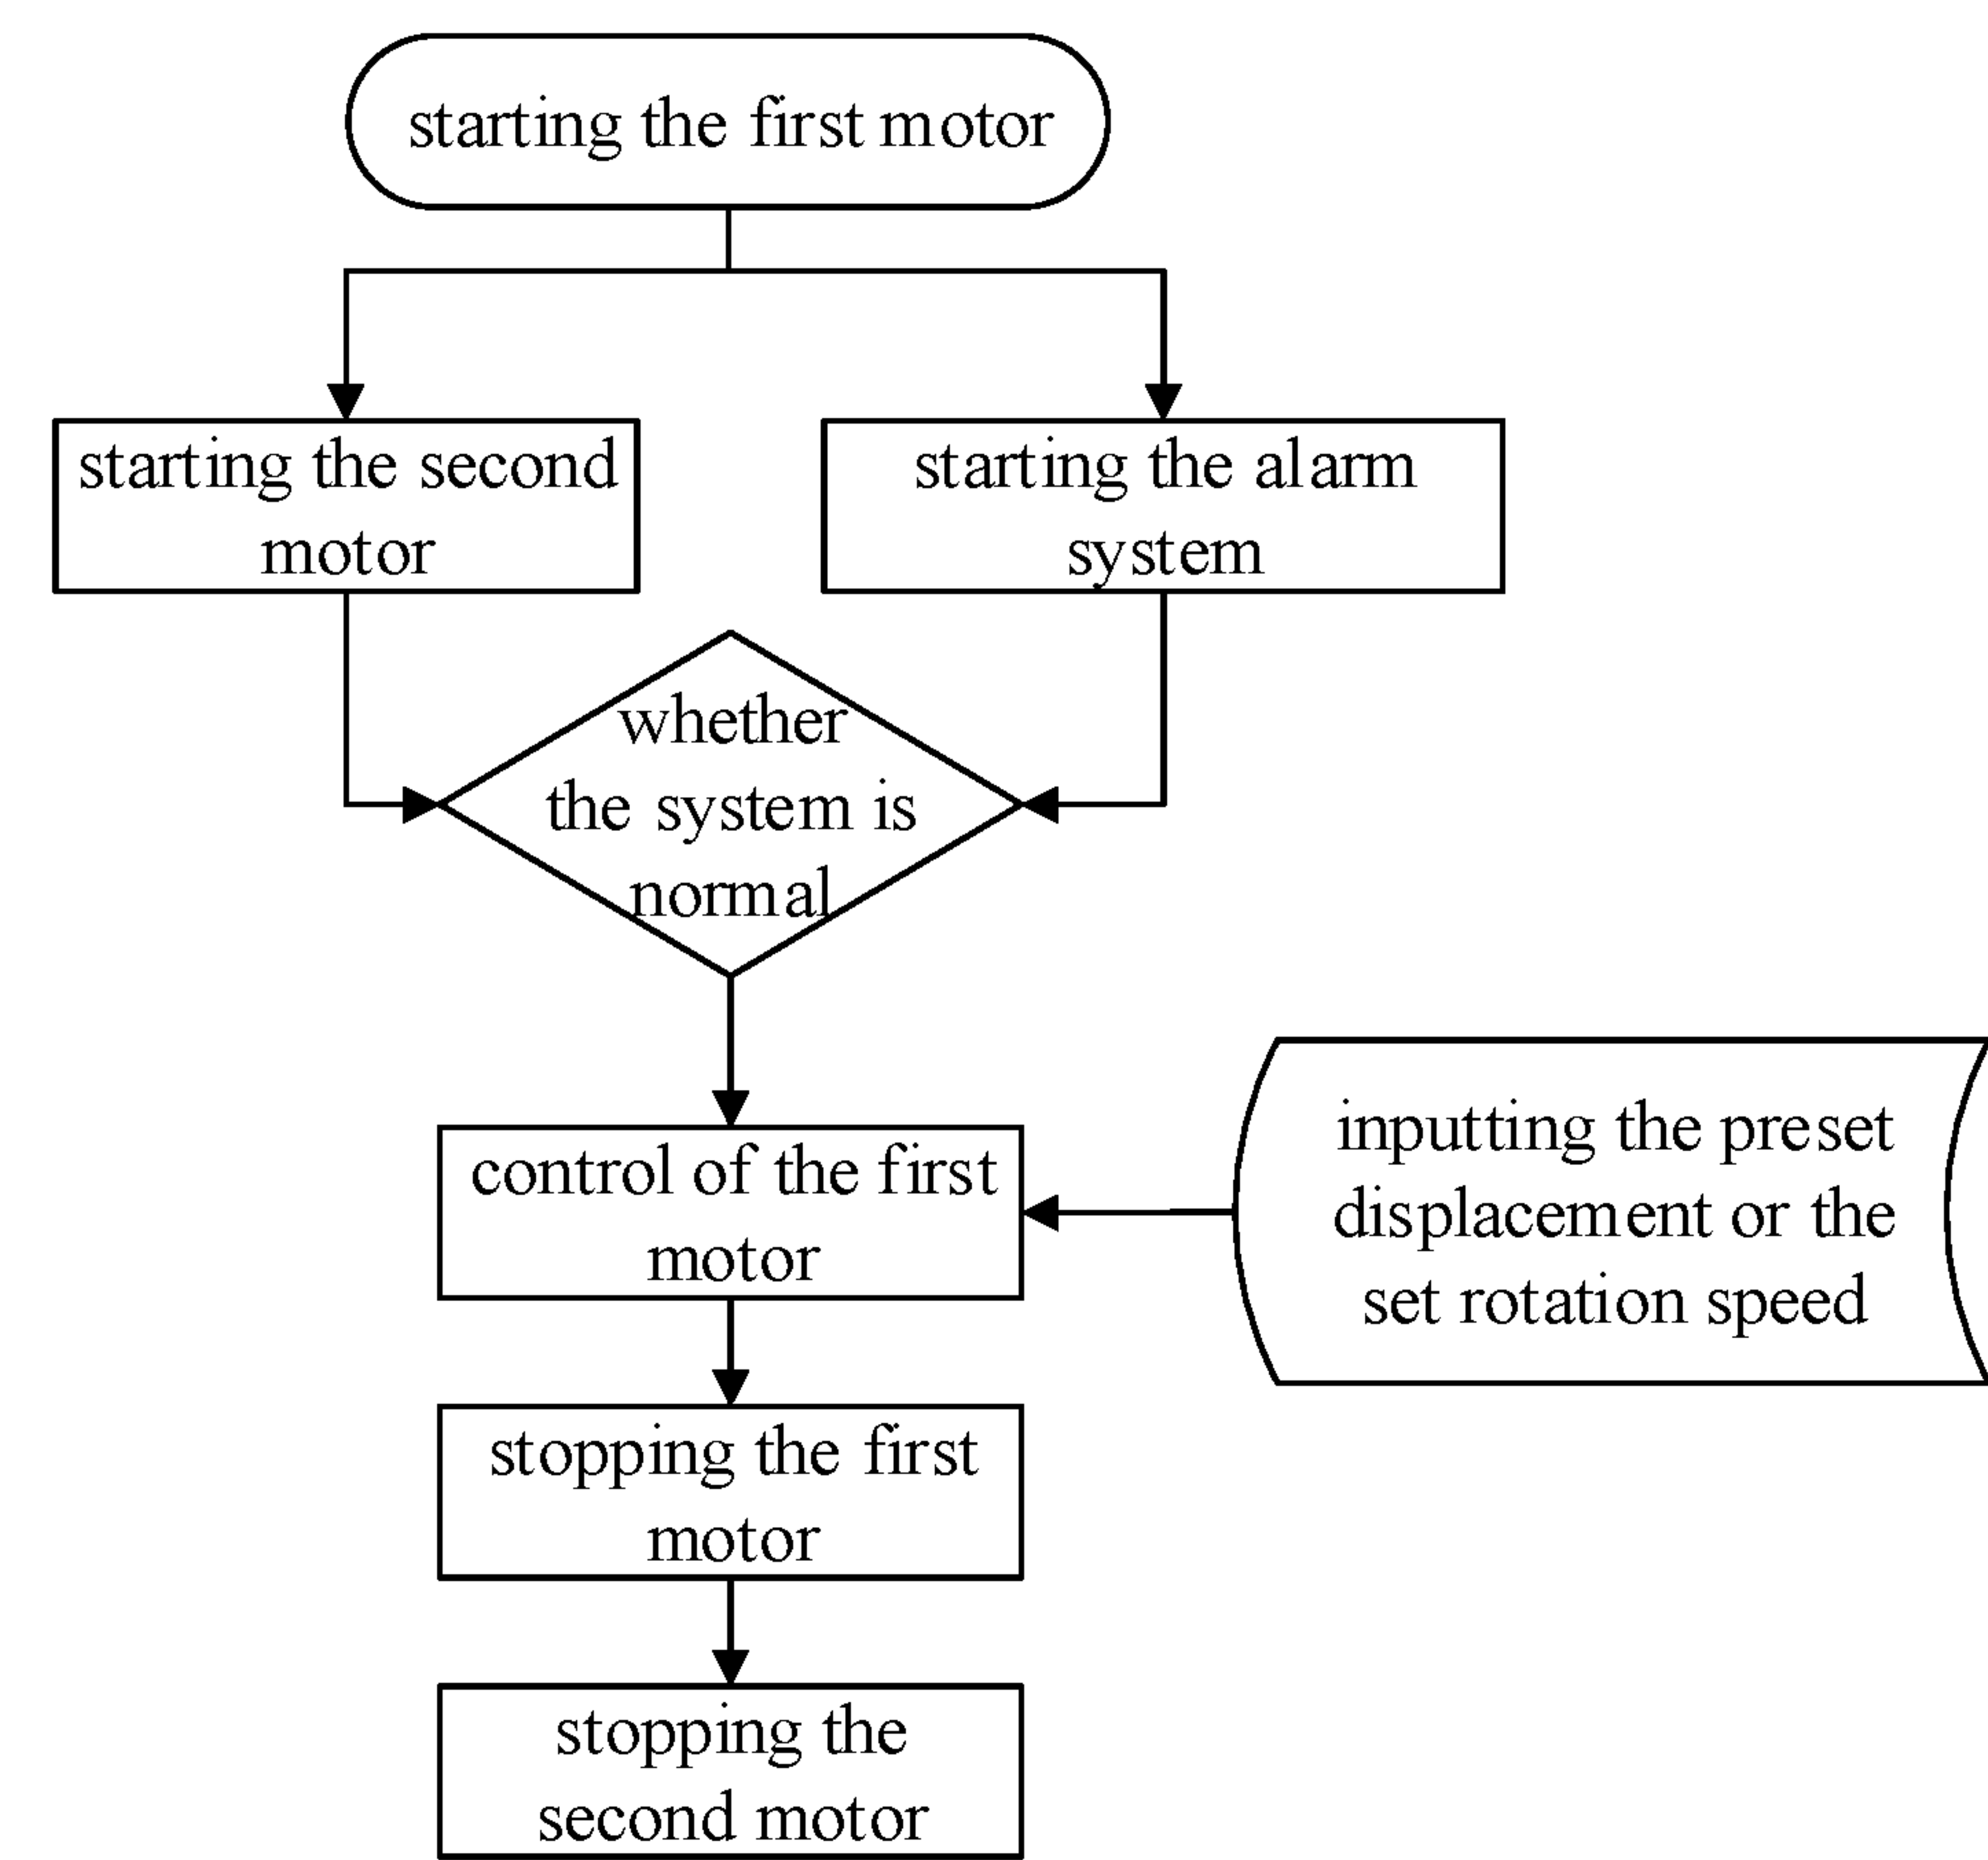 starting the first motor
starting the second
motor
starting the alarm
system
whether
the system is
normal
control of the first
motor
inputting the preset
displacement or the
set rotation speed
stopping the first
motor
stopping the
second motor